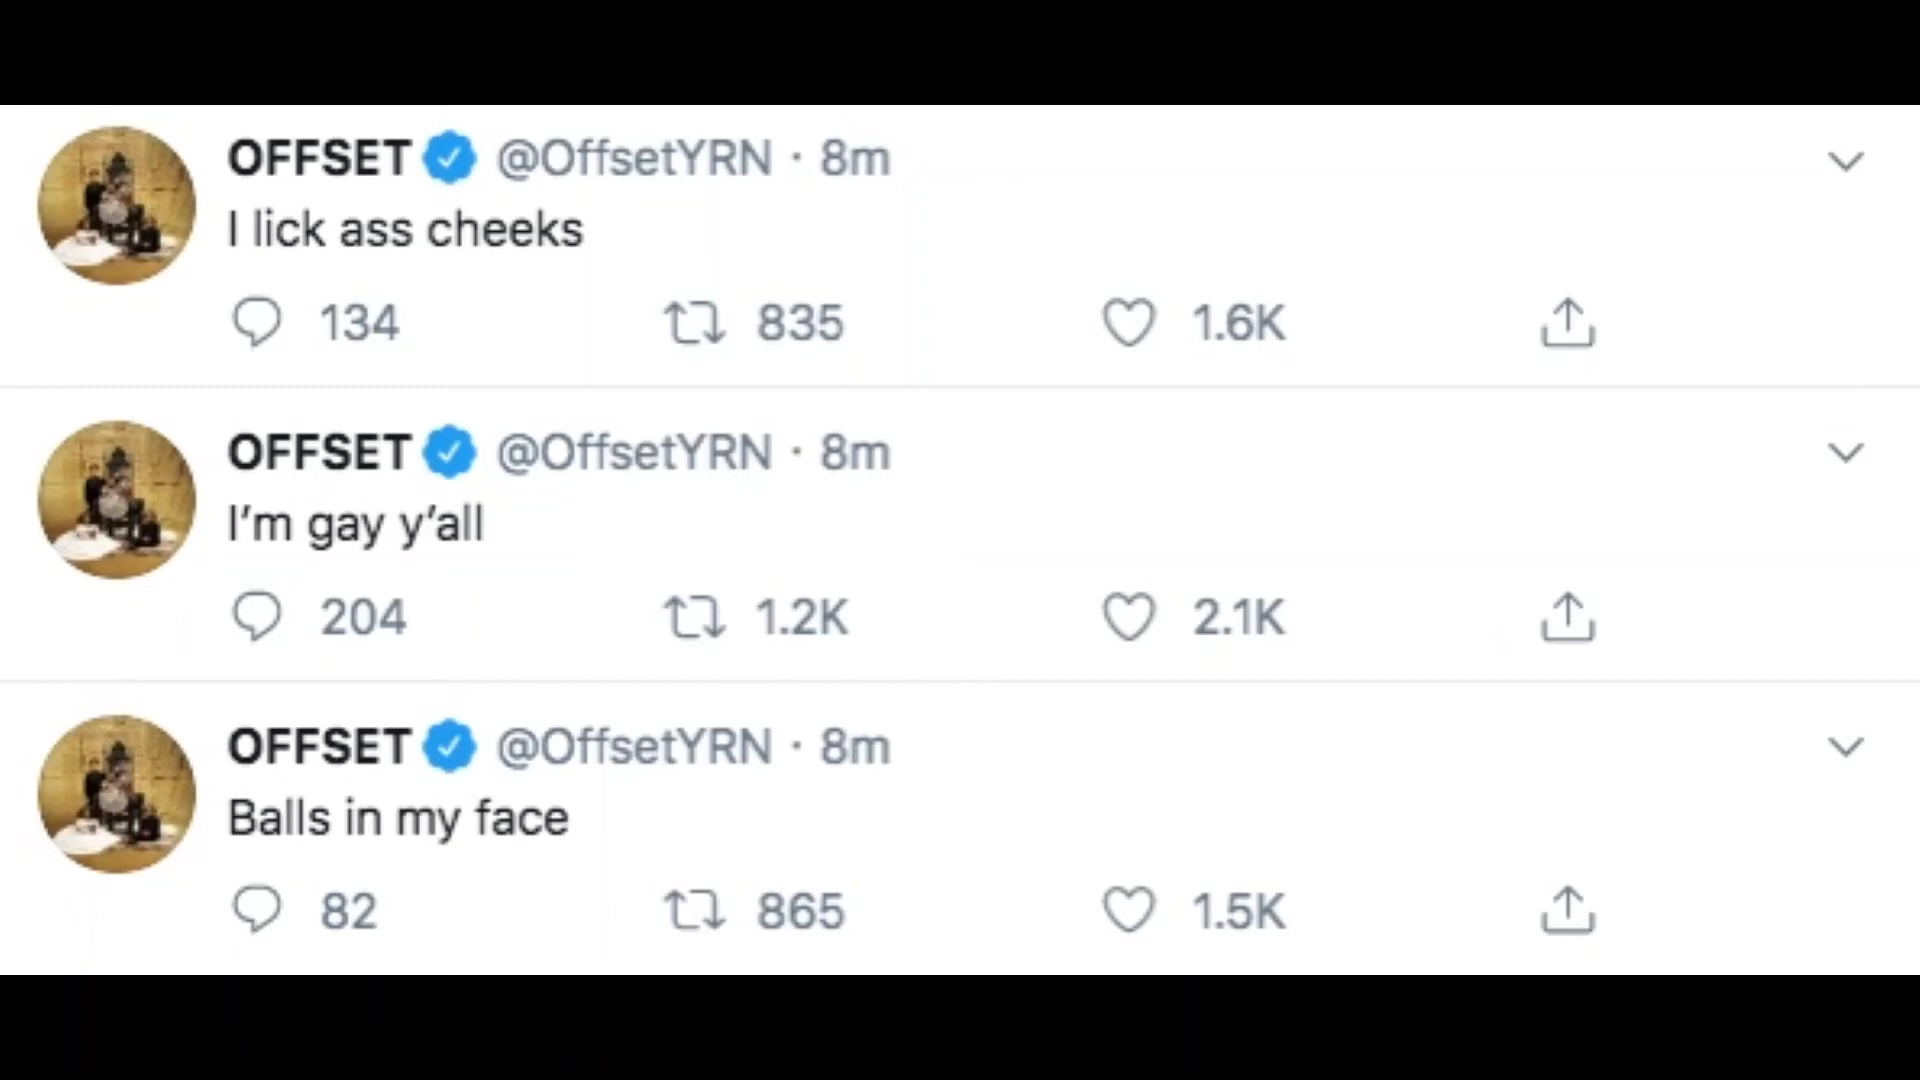 OFFSET @OffsetYRN · 8m
I lick ass cheeks
134 835 1.6K
OFFSET @OffsetYRN · 8m
I’m gay y’all
204 1.2K 2.1K
OFFSET @OffsetYRN · 8m
Balls in my face
82 865 1.5K